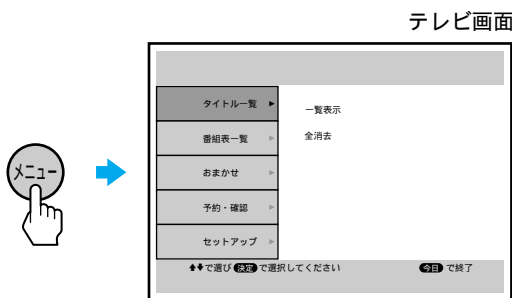 テレビ画面
タイトル一覧 ▶
一覧表示
番組表一覧 ▶
全消去
メニュー
おまかせ ▶
予約・確認 ▶
セットアップ ▶
▲▼で選び 決定 で選択してください 今日 で終了